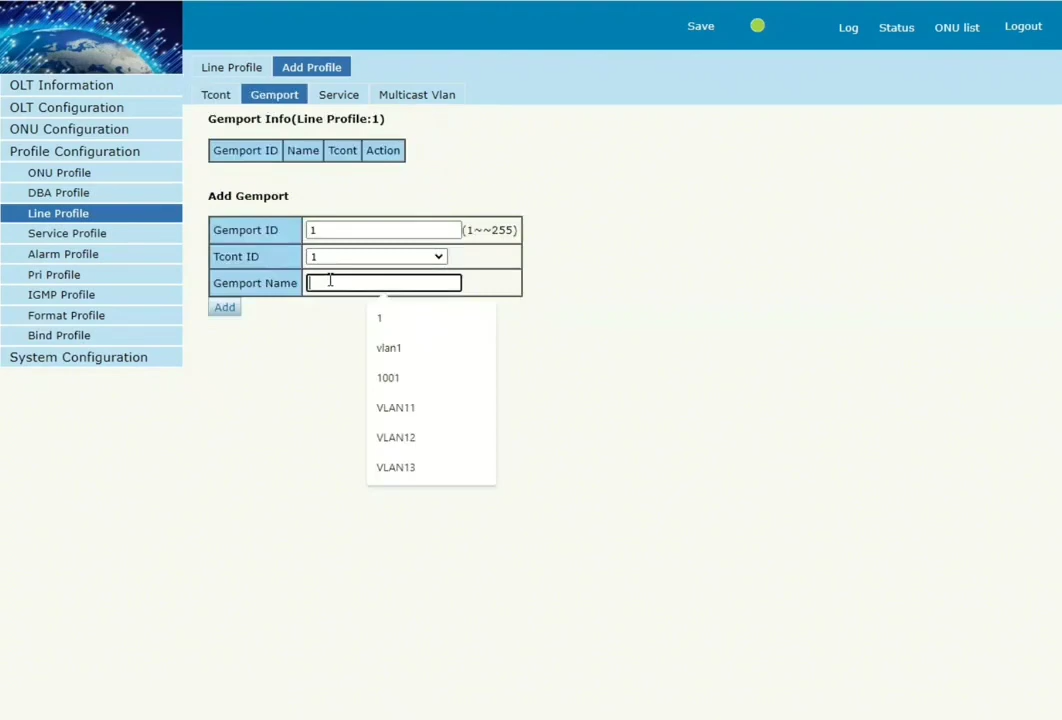 Save
Log
Status
ONU list
Logout
Line Profile
Add Profile
Tcont
Gemport
Service
Multicast Vlan
OLT Information
OLT Configuration
ONU Configuration
Profile Configuration
ONU Profile
DBA Profile
Line Profile
Service Profile
Alarm Profile
Pri Profile
IGMP Profile
Format Profile
Bind Profile
System Configuration
Gemport Info(Line Profile:1)
Gemport ID Name Tcont Action
Add Gemport
Gemport ID 1 (1~~255)
Tcont ID 1
Gemport Name
Add
1
vlan1
1001
VLAN11
VLAN12
VLAN13